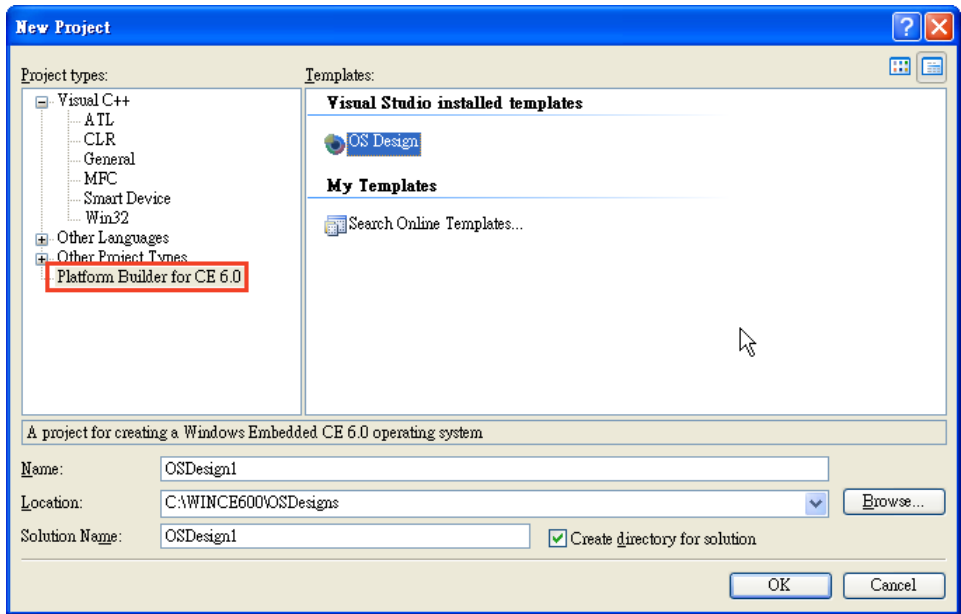 New Project
Project types:
Templates:
Visual C++
ATL
CLR
General
MFC
Smart Device
Win32
Other Languages
Other Project Types
Platform Builder for CE 6.0
Visual Studio installed templates
OS Design
My Templates
Search Online Templates...
A project for creating a Windows Embedded CE 6.0 operating system
Name: OSDesign1
Location: C:\WINCE600\OSDesigns Browse...
Solution Name: OSDesign1 Create directory for solution
OK Cancel